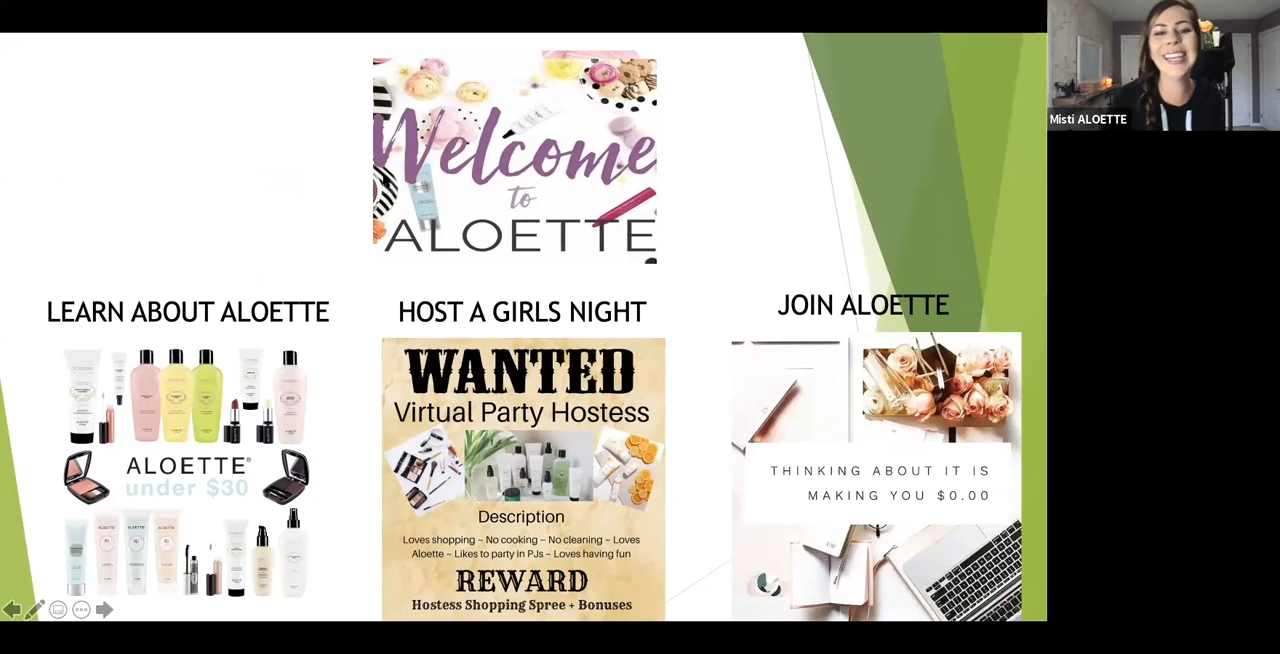 Welcome
to
ALOETTE
Misti ALOETTE
LEARN ABOUT ALOETTE
HOST A GIRLS NIGHT
JOIN ALOETTE
ALOETTE®
under $30
WANTED
Virtual Party Hostess
Description
Loves shopping ~ No cooking ~ No cleaning ~ Loves
Aloette ~ Likes to party in PJs ~ Loves having fun
REWARD
Hostess Shopping Spree + Bonuses
THINKING ABOUT IT IS
MAKING YOU $0.00